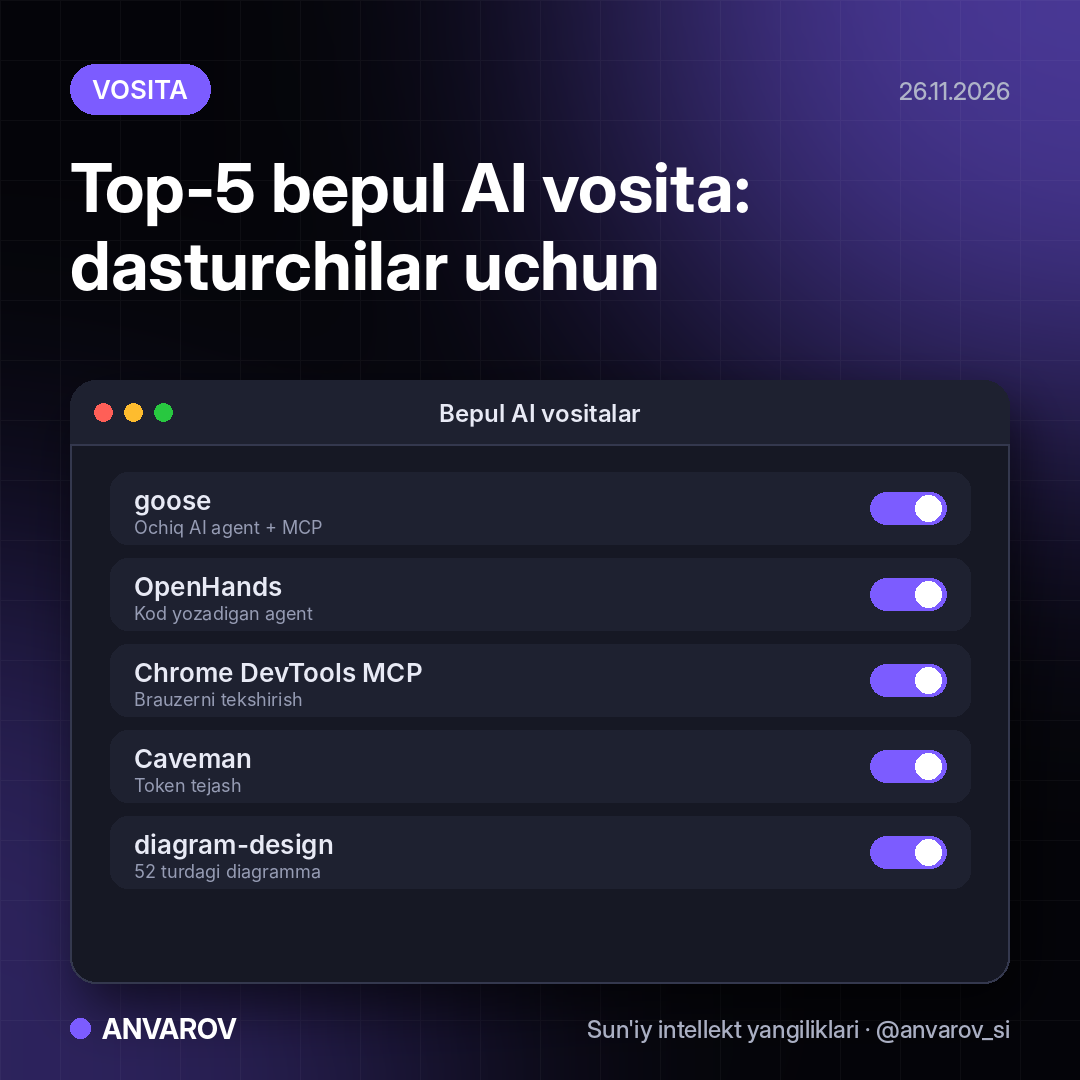 VOSITA
26.11.2026
Top-5 bepul AI vosita:
dasturchilar uchun
Bepul AI vositalar
goose
Ochiq AI agent + MCP
OpenHands
Kod yozadigan agent
Chrome DevTools MCP
Brauzerni tekshirish
Caveman
Token tejash
diagram-design
52 turdagi diagramma
ANVAROV
Sun'iy intellekt yangiliklari · @anvarov_si